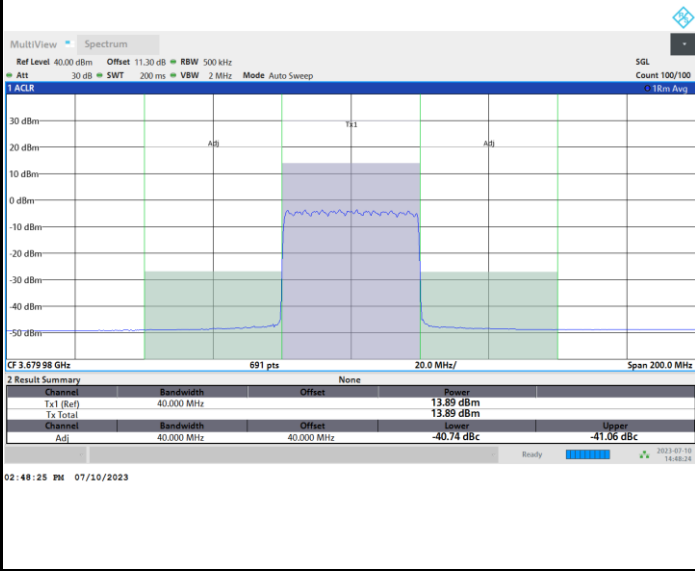 MultiView Spectrum
Ref Level 40.00 dBm Offset 11.30 dB RBW 500 kHz SGL
Att 30 dB SWT 200 ms VBW 2 MHz Mode Auto Sweep Count 100/100
1 ACLR 1Rm Avg
30 dBm
Tx1
20 dBm
Adj Adj
10 dBm
0 dBm
-10 dBm
-20 dBm
-30 dBm
-40 dBm
-50 dBm
CF 3.679 98 GHz 691 pts 20.0 MHz/ Span 200.0 MHz
2 Result Summary None
Channel Bandwidth Offset Power
Tx1 (Ref) 40.000 MHz 13.89 dBm
Tx Total 13.89 dBm
Channel Bandwidth Offset Lower Upper
Adj 40.000 MHz 40.000 MHz -40.74 dBc -41.06 dBc
Ready 2023-07-10
14:48:24
02:48:25 PM 07/10/2023